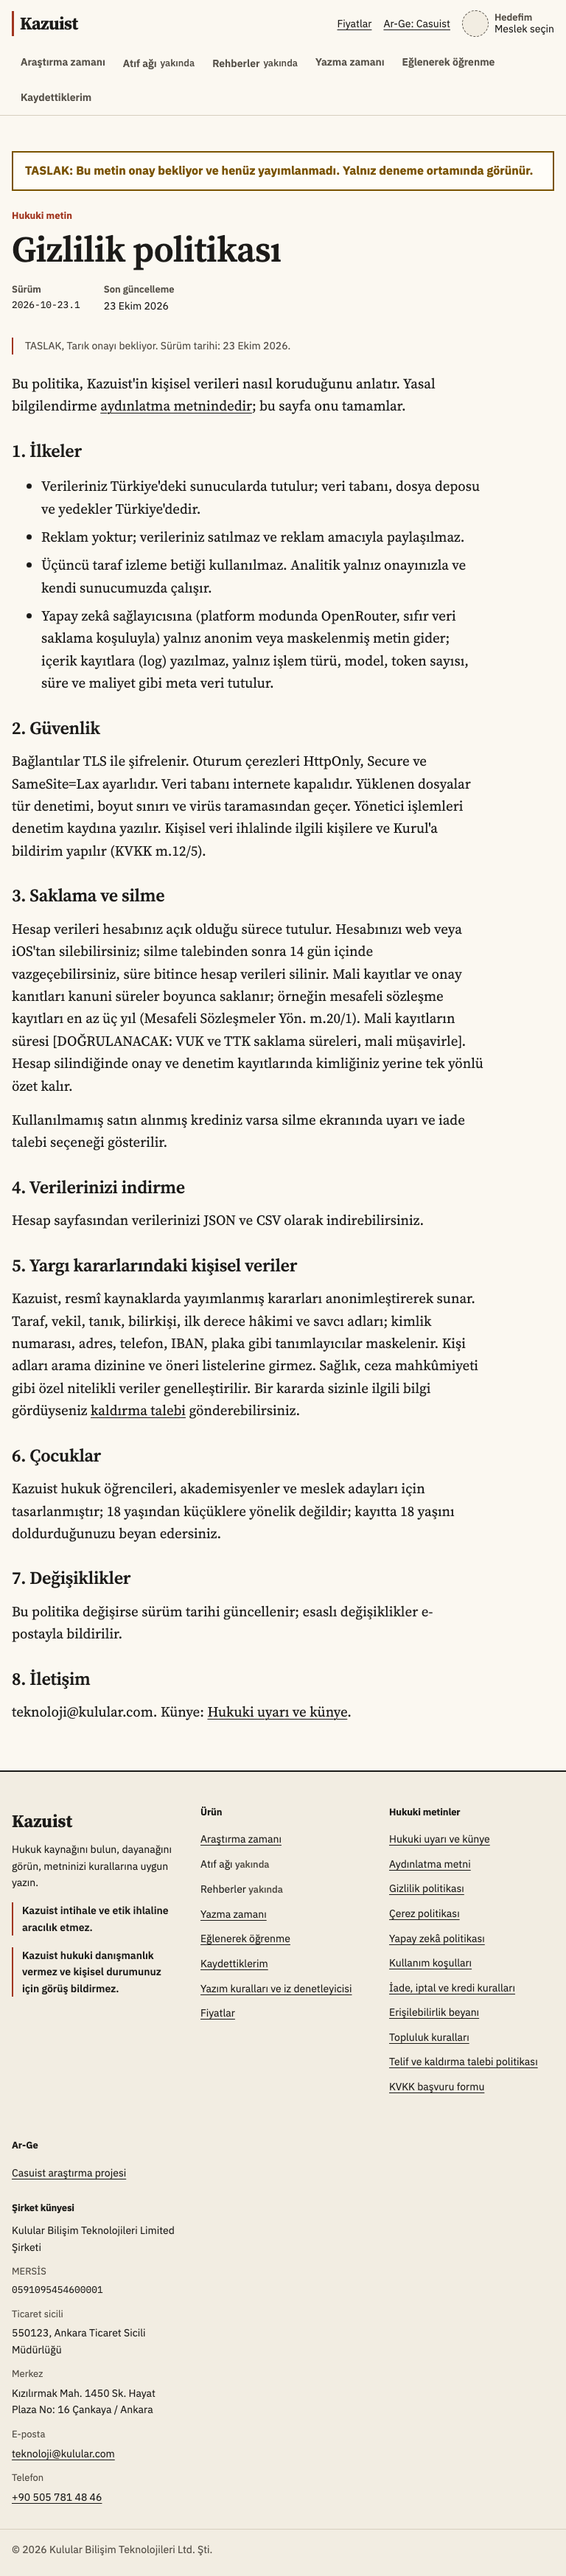 Kazuist
Fiyatlar
Ar-Ge: Casuist
Hedefim
Meslek seçin
Araştırma zamanı
Atıf ağı yakında
Rehberler yakında
Yazma zamanı
Eğlenerek öğrenme
Kaydettiklerim
TASLAK: Bu metin onay bekliyor ve henüz yayımlanmadı. Yalnız deneme ortamında görünür.
Hukuki metin
Gizlilik politikası
Sürüm
2026-10-23.1
Son güncelleme
23 Ekim 2026
TASLAK, Tarık onayı bekliyor. Sürüm tarihi: 23 Ekim 2026.
Bu politika, Kazuist'in kişisel verileri nasıl koruduğunu anlatır. Yasal
bilgilendirme aydınlatma metnindedir; bu sayfa onu tamamlar.
1. İlkeler
Verileriniz Türkiye'deki sunucularda tutulur; veri tabanı, dosya deposu
ve yedekler Türkiye'dedir.
Reklam yoktur; verileriniz satılmaz ve reklam amacıyla paylaşılmaz.
Üçüncü taraf izleme betiği kullanılmaz. Analitik yalnız onayınızla ve
kendi sunucumuzda çalışır.
Yapay zekâ sağlayıcısına (platform modunda OpenRouter, sıfır veri
saklama koşuluyla) yalnız anonim veya maskelenmiş metin gider;
içerik kayıtlara (log) yazılmaz, yalnız işlem türü, model, token sayısı,
süre ve maliyet gibi meta veri tutulur.
2. Güvenlik
Bağlantılar TLS ile şifrelenir. Oturum çerezleri HttpOnly, Secure ve
SameSite=Lax ayarlıdır. Veri tabanı internete kapalıdır. Yüklenen dosyalar
tür denetimi, boyut sınırı ve virüs taramasından geçer. Yönetici işlemleri
denetim kaydına yazılır. Kişisel veri ihlalinde ilgili kişilere ve Kurul'a
bildirim yapılır (KVKK m.12/5).
3. Saklama ve silme
Hesap verileri hesabınız açık olduğu sürece tutulur. Hesabınızı web veya
iOS'tan silebilirsiniz; silme talebinden sonra 14 gün içinde
vazgeçebilirsiniz, süre bitince hesap verileri silinir. Mali kayıtlar ve onay
kanıtları kanuni süreler boyunca saklanır; örneğin mesafeli sözleşme
kayıtları en az üç yıl (Mesafeli Sözleşmeler Yön. m.20/1). Mali kayıtların
süresi [DOĞRULANACAK: VUK ve TTK saklama süreleri, mali müşavirle].
Hesap silindiğinde onay ve denetim kayıtlarında kimliğiniz yerine tek yönlü
özet kalır.
Kullanılmamış satın alınmış krediniz varsa silme ekranında uyarı ve iade
talebi seçeneği gösterilir.
4. Verilerinizi indirme
Hesap sayfasından verilerinizi JSON ve CSV olarak indirebilirsiniz.
5. Yargı kararlarındaki kişisel veriler
Kazuist, resmî kaynaklarda yayımlanmış kararları anonimleştirerek sunar.
Taraf, vekil, tanık, bilirkişi, ilk derece hâkimi ve savcı adları; kimlik
numarası, adres, telefon, IBAN, plaka gibi tanımlayıcılar maskelenir. Kişi
adları arama dizinine ve öneri listelerine girmez. Sağlık, ceza mahkûmiyeti
gibi özel nitelikli veriler genelleştirilir. Bir kararda sizinle ilgili bilgi
gördüyseniz kaldırma talebi gönderebilirsiniz.
6. Çocuklar
Kazuist hukuk öğrencileri, akademisyenler ve meslek adayları için
tasarlanmıştır; 18 yaşından küçüklere yönelik değildir; kayıtta 18 yaşını
doldurduğunuzu beyan edersiniz.
7. Değişiklikler
Bu politika değişirse sürüm tarihi güncellenir; esaslı değişiklikler e-
postayla bildirilir.
8. İletişim
teknoloji@kulular.com. Künye: Hukuki uyarı ve künye.
Kazuist
Hukuk kaynağını bulun, dayanağını
görün, metninizi kurallarına uygun
yazın.
Kazuist intihale ve etik ihlaline
aracılık etmez.
Kazuist hukuki danışmanlık
vermez ve kişisel durumunuz
için görüş bildirmez.
Ürün
Araştırma zamanı
Atıf ağı yakında
Rehberler yakında
Yazma zamanı
Eğlenerek öğrenme
Kaydettiklerim
Yazım kuralları ve iz denetleyicisi
Fiyatlar
Hukuki metinler
Hukuki uyarı ve künye
Aydınlatma metni
Gizlilik politikası
Çerez politikası
Yapay zekâ politikası
Kullanım koşulları
İade, iptal ve kredi kuralları
Erişilebilirlik beyanı
Topluluk kuralları
Telif ve kaldırma talebi politikası
KVKK başvuru formu
Ar-Ge
Casuist araştırma projesi
Şirket künyesi
Kulular Bilişim Teknolojileri Limited
Şirketi
MERSİS
0591095454600001
Ticaret sicili
550123, Ankara Ticaret Sicili
Müdürlüğü
Merkez
Kızılırmak Mah. 1450 Sk. Hayat
Plaza No: 16 Çankaya / Ankara
E-posta
teknoloji@kulular.com
Telefon
+90 505 781 48 46
© 2026 Kulular Bilişim Teknolojileri Ltd. Şti.